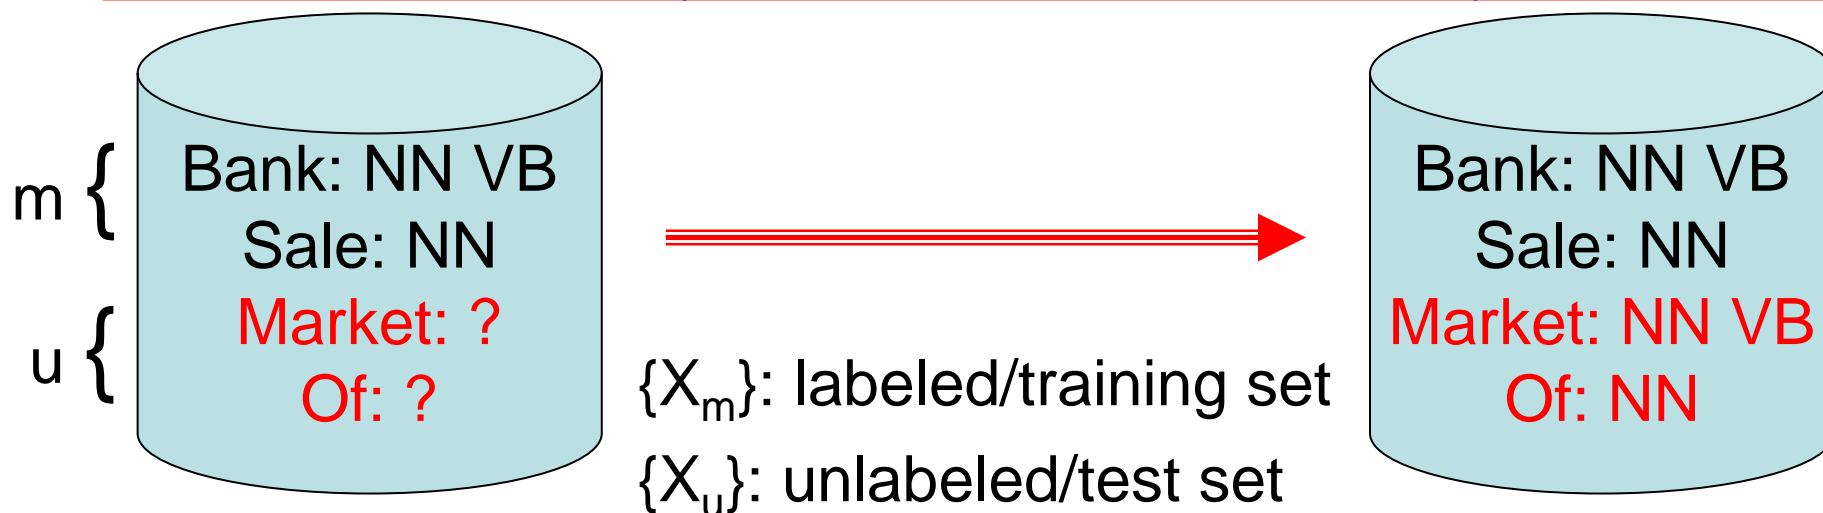 m {
Bank: NN VB
Sale: NN
u {
Market: ?
Of: ?
{Xm}: labeled/training set
{Xu}: unlabeled/test set
Bank: NN VB
Sale: NN
Market: NN VB
Of: NN